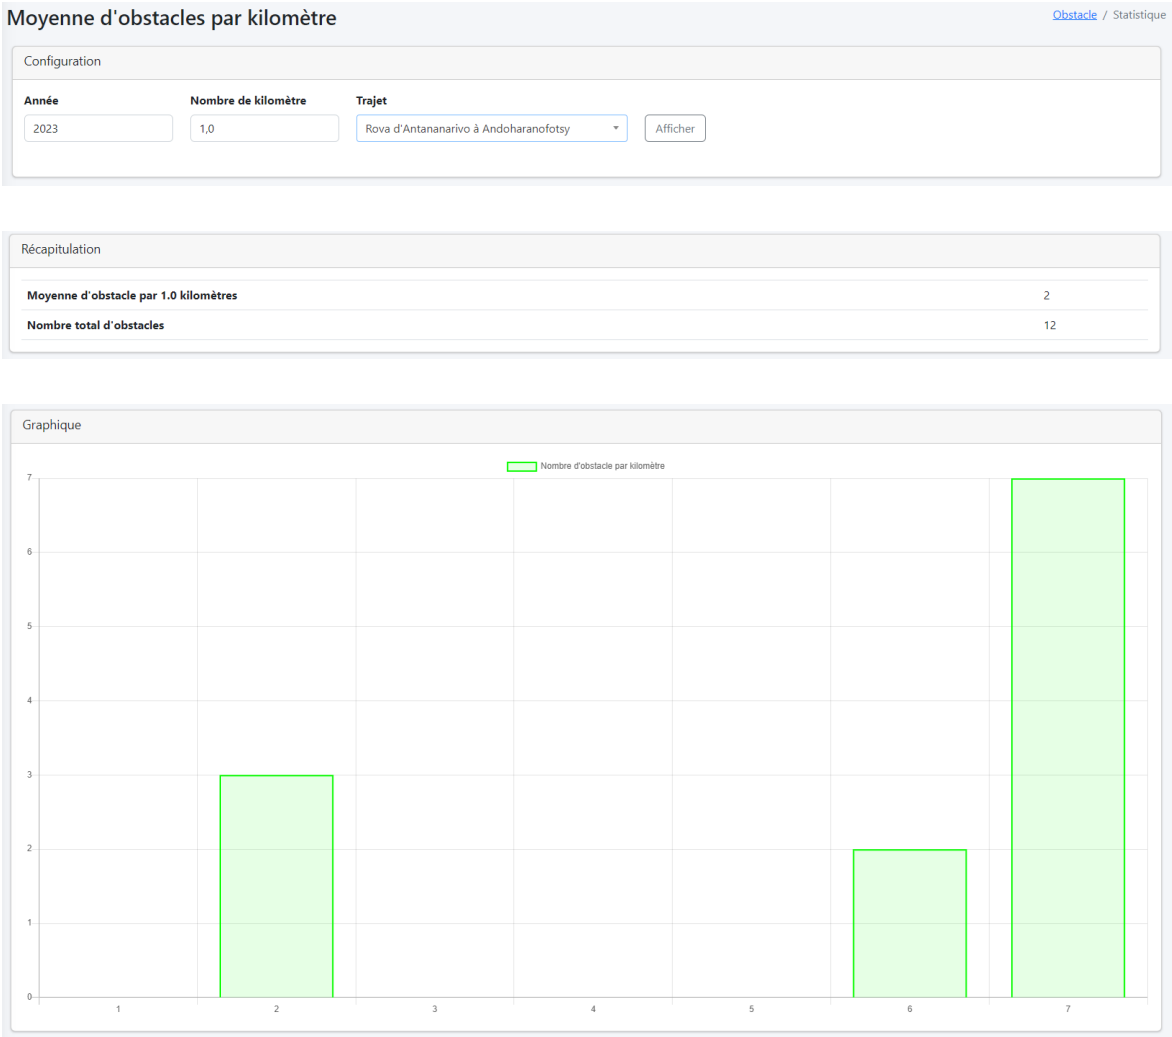 Moyenne d'obstacles par kilomètre
Obstacle / Statistique
Configuration
Année Nombre de kilomètre Trajet
2023 1,0 Rova d'Antananarivo à Andoharanofotsy Afficher
Récapitulation
Moyenne d'obstacle par 1.0 kilomètres 2
Nombre total d'obstacles 12
Graphique
Nombre d'obstacle par kilomètre
7
6
5
4
3
2
1
0
1 2 3 4 5 6 7